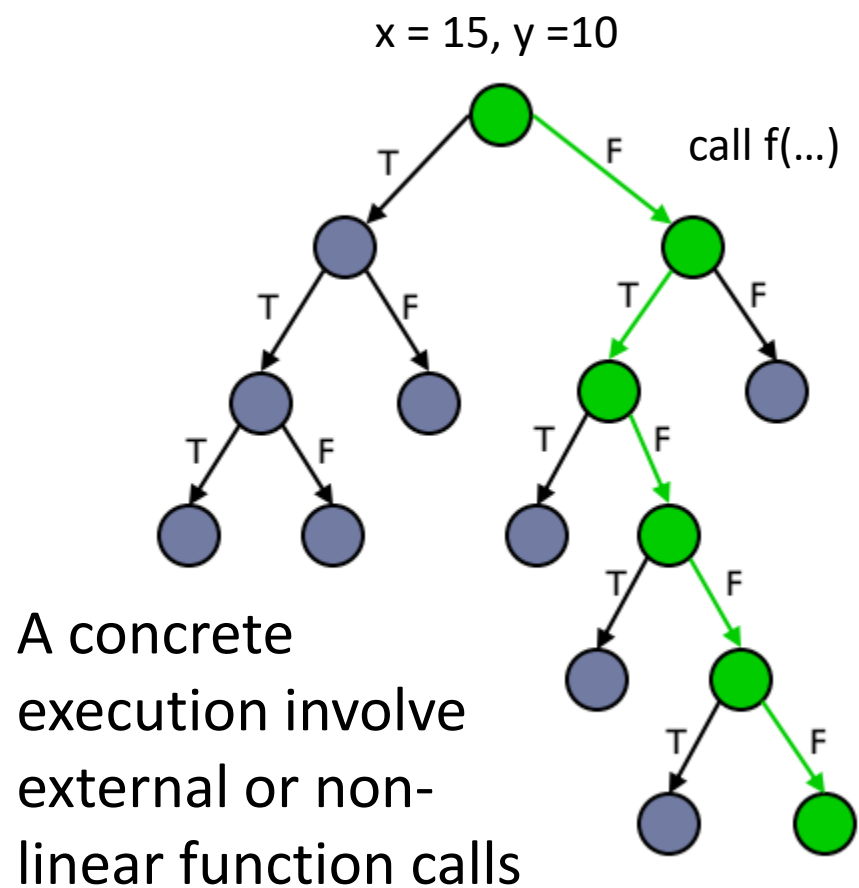 x = 15, y =10
call f(…)
T
F
T
F
T
F
T
F
T
F
T
F
T
F
A concrete
execution involve
external or non-
linear function calls